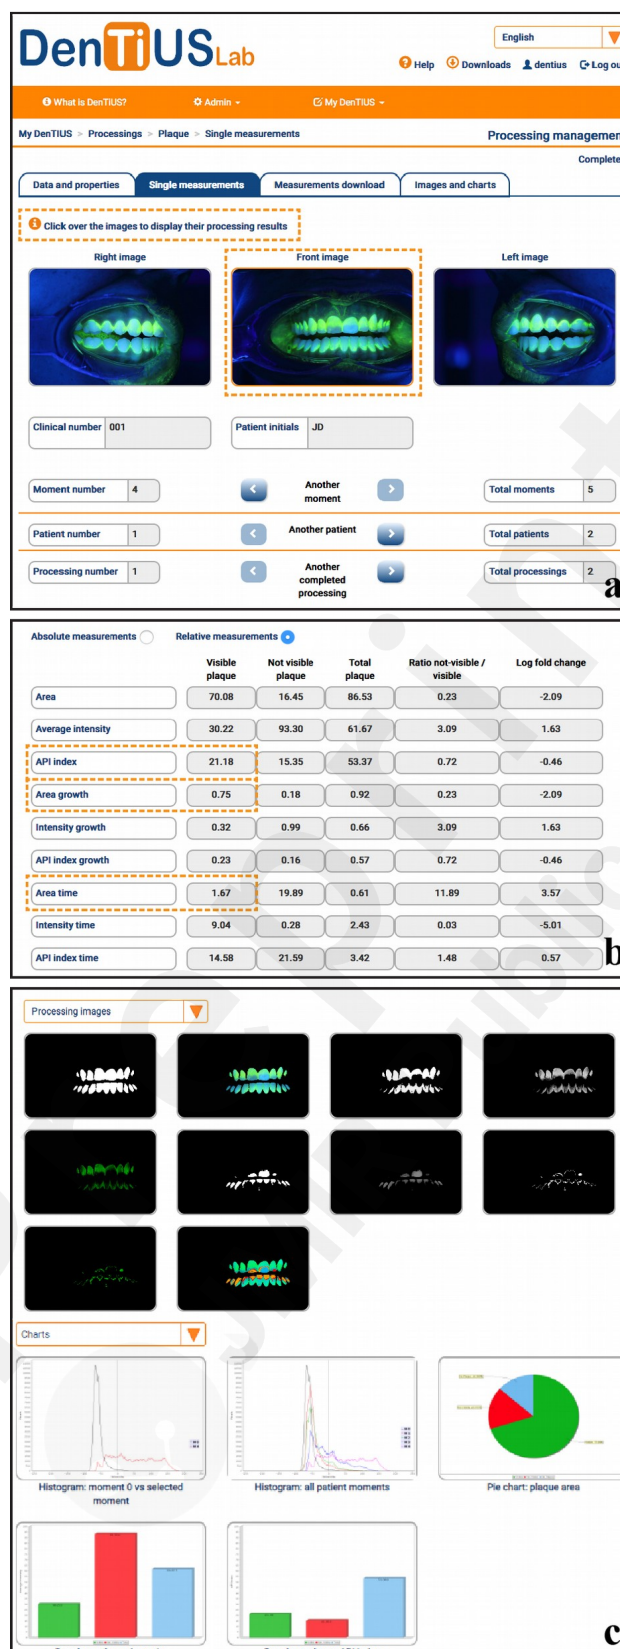 DenTiUS Lab
English
Help Downloads dentius Log ou
What is DenTIUS? Admin My DenTIUS
My DenTIUS > Processings > Plaque > Single measurements
Processing managemen
Complete
Data and properties Single measurements Measurements download Images and charts
Click over the images to display their processing results
Right image Front image Left image
Clinical number 001 Patient initials JD
Moment number 4 < Another moment > Total moments 5
Patient number 1 < Another patient > Total patients 2
Processing number 1 < Another completed processing > Total processings 2
a
Absolute measurements Relative measurements
Visible plaque Not visible plaque Total plaque Ratio not-visible / visible Log fold change
Area 70.08 16.45 86.53 0.23 -2.09
Average intensity 30.22 93.30 61.67 3.09 1.63
API index 21.18 15.35 53.37 0.72 -0.46
Area growth 0.75 0.18 0.92 0.23 -2.09
Intensity growth 0.32 0.99 0.66 3.09 1.63
API index growth 0.23 0.16 0.57 0.72 -0.46
Area time 1.67 19.89 0.61 11.89 3.57
Intensity time 9.04 0.28 2.43 0.03 -5.01
API index time 14.58 21.59 3.42 1.48 0.57
b
Processing images
Charts
Histogram: moment 0 vs selected
moment
Histogram: all patient moments
Pie chart: plaque area
c